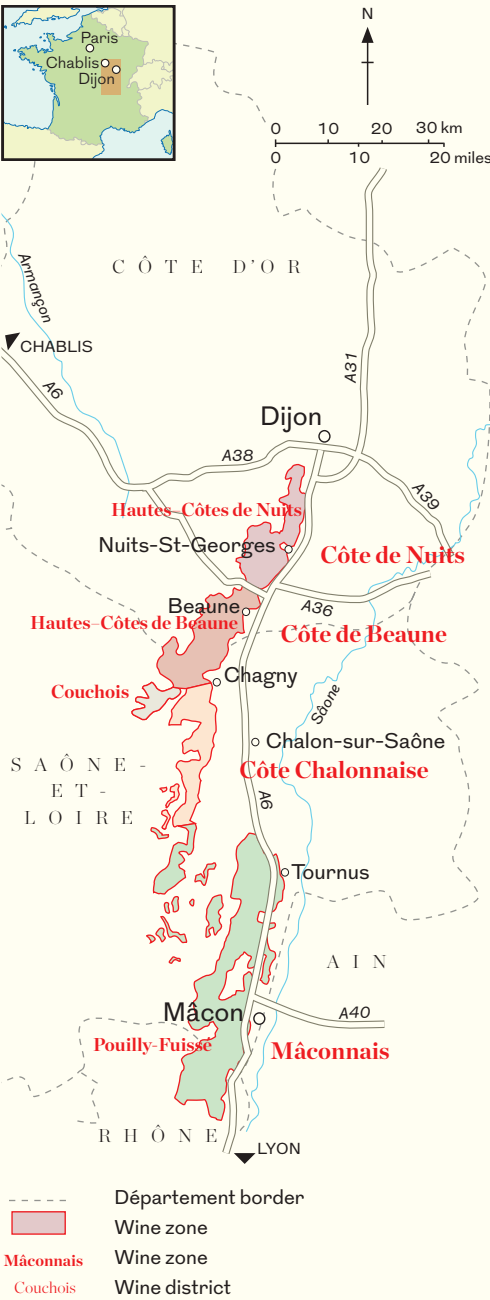 Paris
Chablis
Dijon
N
0 10 20 30 km
0 10 20 miles
CÔTE D'OR
Armançon
CHABLIS
A6
A31
Dijon
A38
A39
Hautes–Côtes de Nuits
Nuits-St-Georges
Côte de Nuits
Beaune
A36
Hautes–Côtes de Beaune
Côte de Beaune
Chagny
Couchois
Sâone
Chalon-sur-Saône
SAÔNE-
ET-
LOIRE
Côte Chalonnaise
A6
Tournus
AIN
Mâcon
A40
Pouilly-Fuissé
Mâconnais
RHÔNE
LYON
Département border
Wine zone
Mâconnais Wine zone
Couchois Wine district